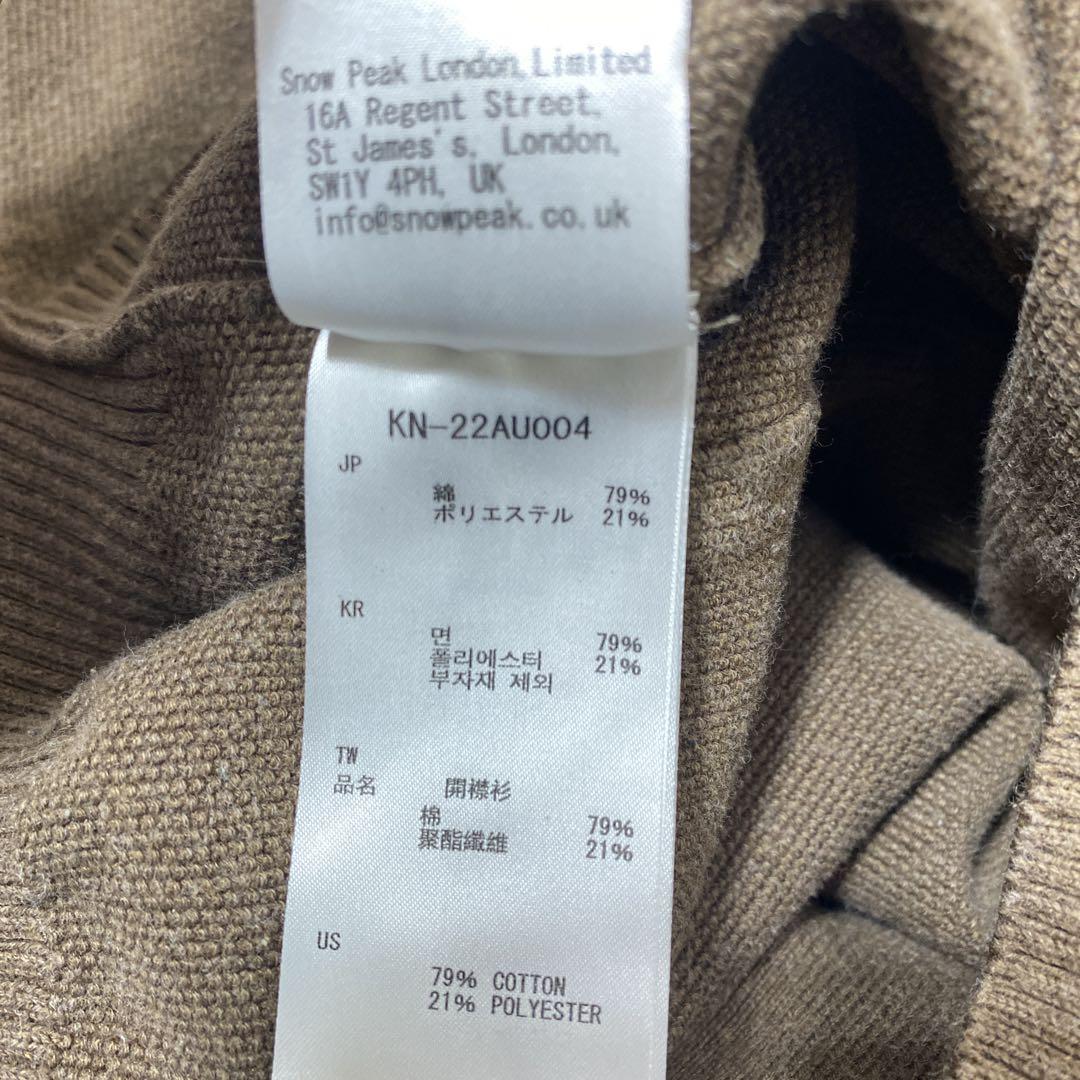 Snow Peak London.Limited
16A Regent Street,
St James's, London,
SW1Y 4PH, UK
info@snowpeak.co.uk
KN-22AU004
JP
綿 79%
ポリエステル 21%
KR
면 79%
폴리에스터 21%
부자재 제외
TW
品名 開襟衫
棉 79%
聚酯纖維 21%
US
79% COTTON
21% POLYESTER